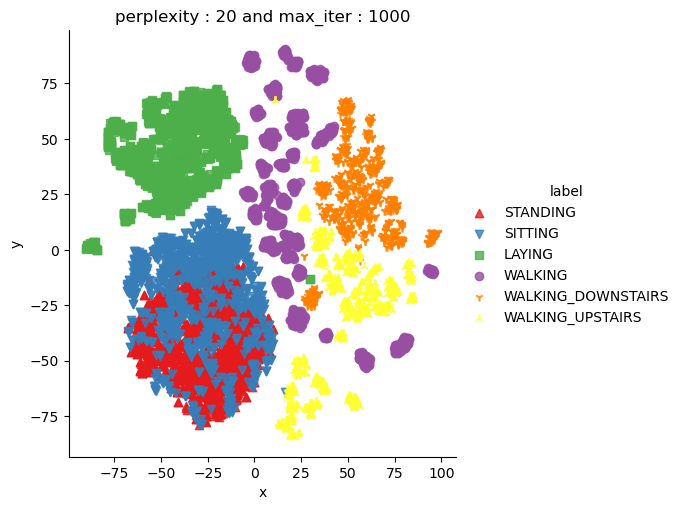 perplexity : 20 and max_iter : 1000
y
75
50
25
0
−25
−50
−75
−75
−50
−25
0
25
50
75
100
x
label
STANDING
SITTING
LAYING
WALKING
WALKING_DOWNSTAIRS
WALKING_UPSTAIRS